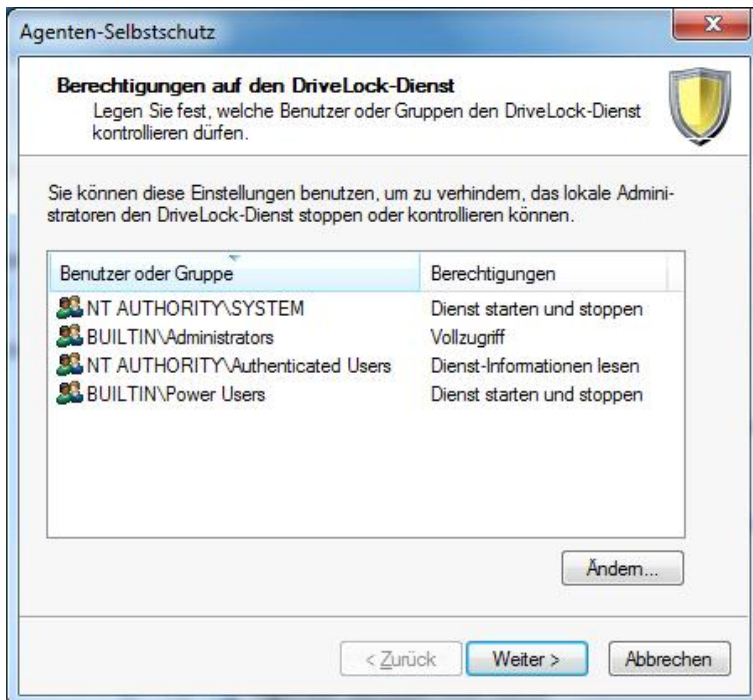 Agenten-Selbstschutz
Berechtigungen auf den DriveLock-Dienst
Legen Sie fest, welche Benutzer oder Gruppen den DriveLock-Dienst
kontrollieren dürfen.
Sie können diese Einstellungen benutzen, um zu verhindern, das lokale Admini-
stratoren den DriveLock-Dienst stoppen oder kontrollieren können.
Benutzer oder Gruppe Berechtigungen
NT AUTHORITY\SYSTEM Dienst starten und stoppen
BUILTIN\Administrators Vollzugriff
NT AUTHORITY\Authenticated Users Dienst-Informationen lesen
BUILTIN\Power Users Dienst starten und stoppen
Ändern...
< Zurück Weiter > Abbrechen